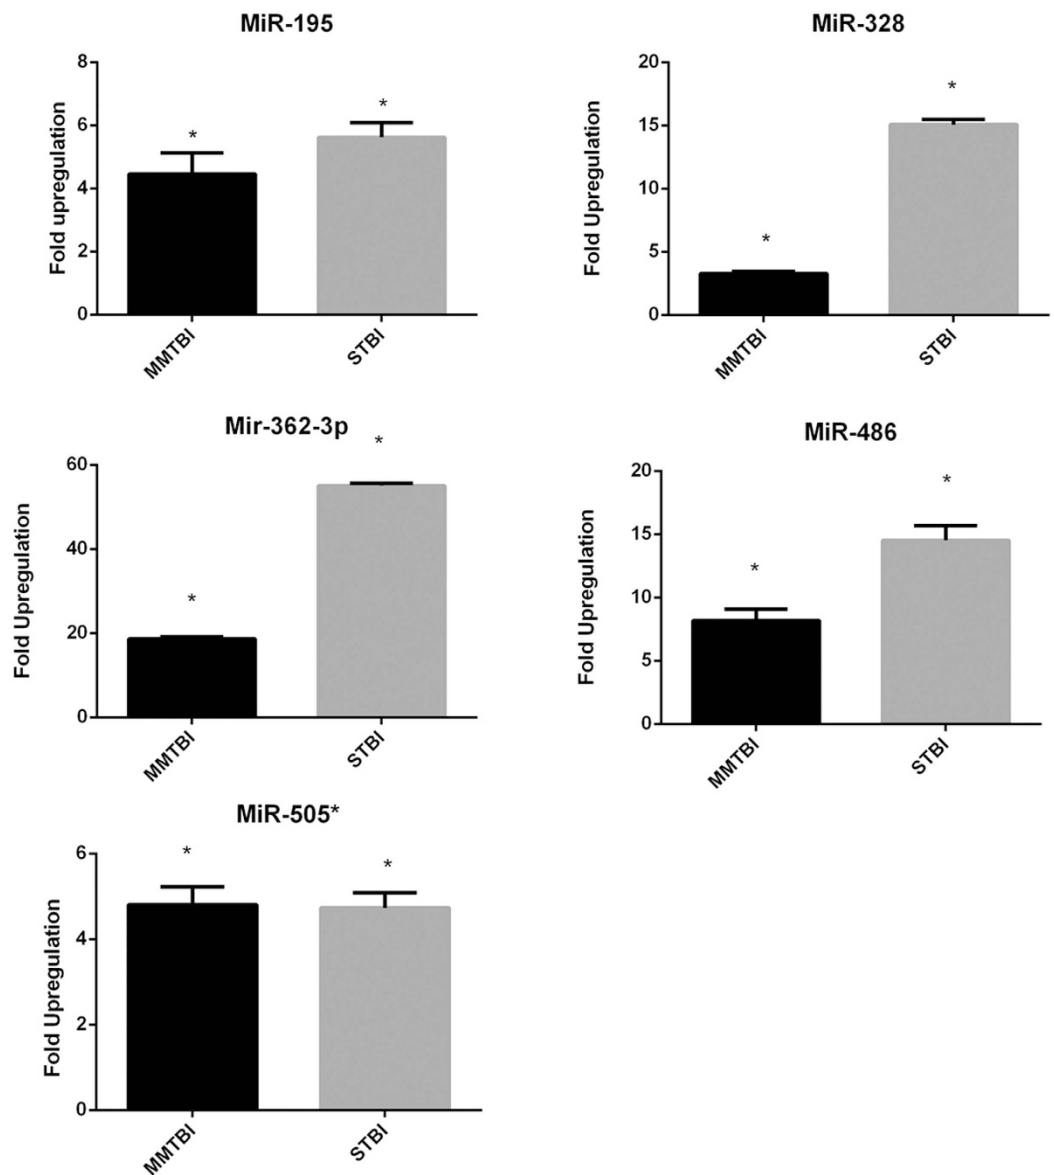 MiR-195
Fold upregulation
8
6
4
2
0
*
*
MMTBI
STBI
MiR-328
Fold Upregulation
20
15
10
5
0
*
*
MMTBI
STBI
Mir-362-3p
Fold Upregulation
60
40
20
0
*
*
MMTBI
STBI
MiR-486
Fold Upregulation
20
15
10
5
0
*
*
MMTBI
STBI
MiR-505*
Fold Upregulation
6
4
2
0
*
*
MMTBI
STBI